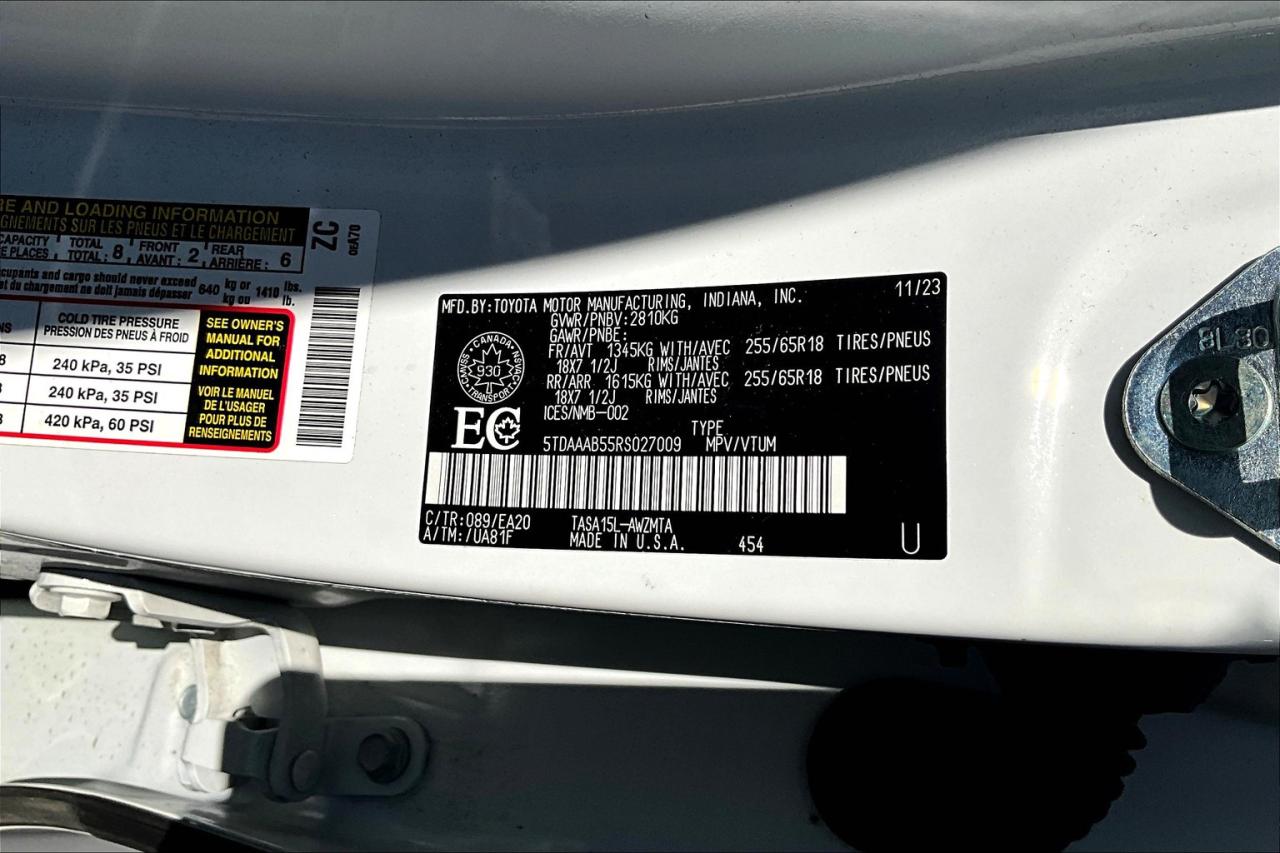 RE AND LOADING INFORMATION
GNEMENTS SUR LES PNEUS ET LE CHARGEMENT
CAPACITY TOTAL FRONT REAR
PLACES TOTAL : 8 AVANT : 2 ARRIÈRE : 6
cupants and cargo should never exceed 640 kg or 1410 lbs.
et du chargement ne doit jamais dépasser kg ou lb.
COLD TIRE PRESSURE
PRESSION DES PNEUS À FROID
240 kPa, 35 PSI
240 kPa, 35 PSI
420 kPa, 60 PSI
SEE OWNER'S
MANUAL FOR
ADDITIONAL
INFORMATION
VOIR LE MANUEL
DE L'USAGER
POUR PLUS DE
RENSEIGNEMENTS
ZC
0EA70
MFD.BY:TOYOTA MOTOR MANUFACTURING, INDIANA, INC. 11/23
GVWR/PNBV:2810KG
GAWR/PNBE:
FR/AVT 1345KG WITH/AVEC 255/65R18 TIRES/PNEUS
18X7 1/2J RIMS/JANTES
RR/ARR 1615KG WITH/AVEC 255/65R18 TIRES/PNEUS
18X7 1/2J RIMS/JANTES
ICES/NMB-002
CANADA
930
TRANSPORT
EC
TYPE
5TDAAAB55RS027009 MPV/VTUM
C/TR:089/EA20 TASA15L-AWZMTA
A/TM:/UA81F MADE IN U.S.A. 454 U
8L30